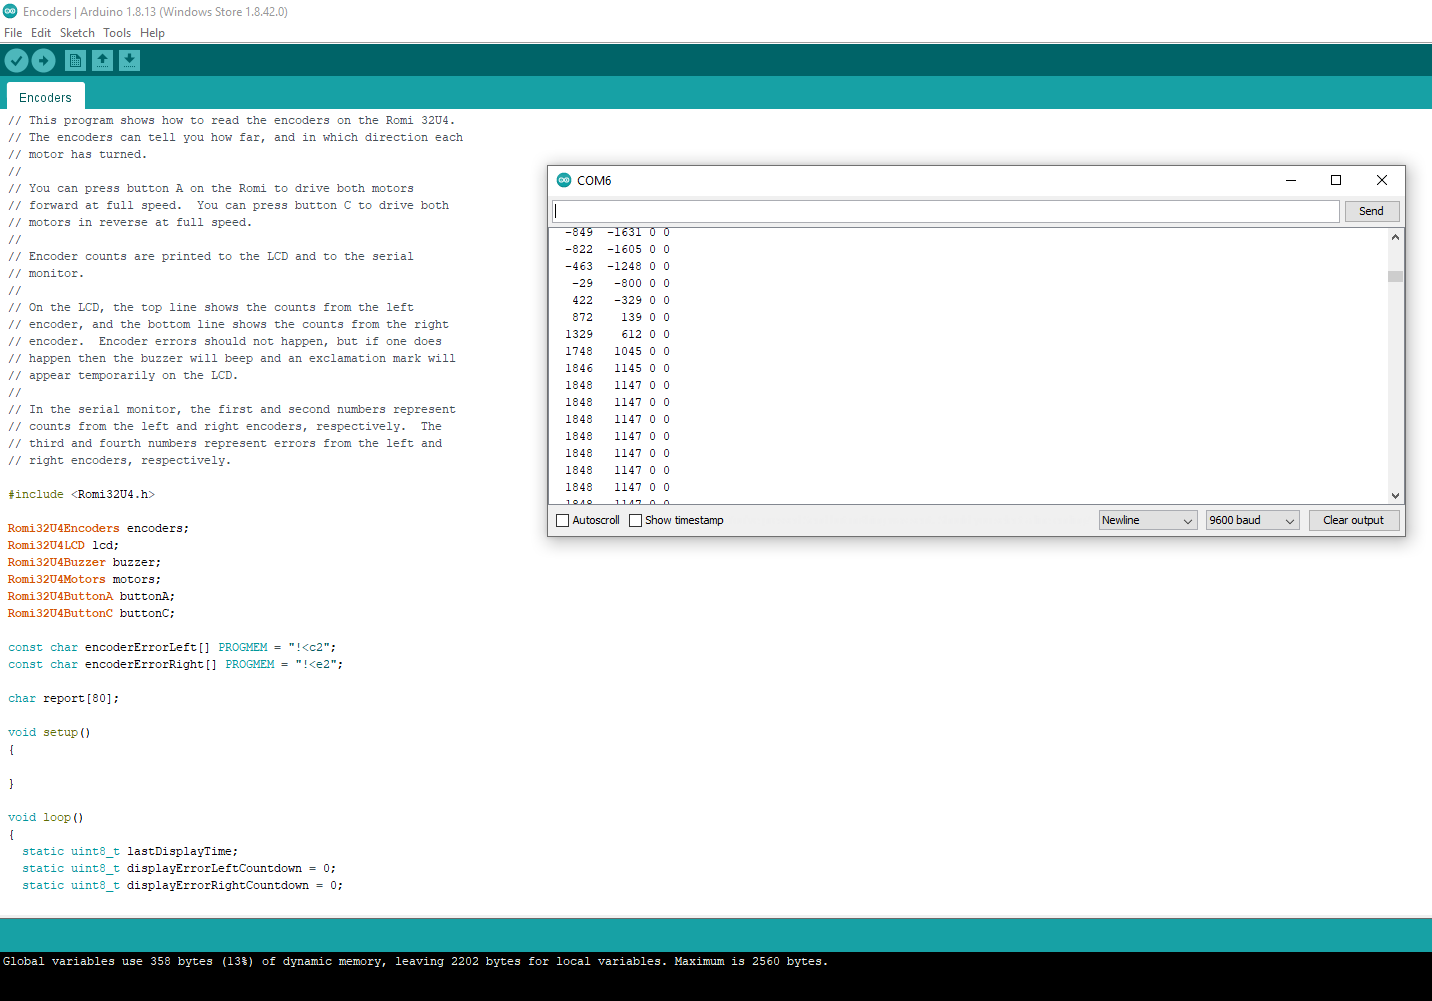 Encoders | Arduino 1.8.13 (Windows Store 1.8.42.0)
File Edit Sketch Tools Help
Encoders
// This program shows how to read the encoders on the Romi 32U4.
// The encoders can tell you how far, and in which direction each
// motor has turned.
//
// You can press button A on the Romi to drive both motors
// forward at full speed.  You can press button C to drive both
// motors in reverse at full speed.
//
// Encoder counts are printed to the LCD and to the serial
// monitor.
//
// On the LCD, the top line shows the counts from the left
// encoder, and the bottom line shows the counts from the right
// encoder.  Encoder errors should not happen, but if one does
// happen then the buzzer will beep and an exclamation mark will
// appear temporarily on the LCD.
//
// In the serial monitor, the first and second numbers represent
// counts from the left and right encoders, respectively.  The
// third and fourth numbers represent errors from the left and
// right encoders, respectively.
#include <Romi32U4.h>
Romi32U4Encoders encoders;
Romi32U4LCD lcd;
Romi32U4Buzzer buzzer;
Romi32U4Motors motors;
Romi32U4ButtonA buttonA;
Romi32U4ButtonC buttonC;
const char encoderErrorLeft[] PROGMEM = "!<c2";
const char encoderErrorRight[] PROGMEM = "!<e2";
char report[80];
void setup()
{
}
void loop()
{
  static uint8_t lastDisplayTime;
  static uint8_t displayErrorLeftCountdown = 0;
  static uint8_t displayErrorRightCountdown = 0;
COM6
Send
-849 -1631 0 0
-822 -1605 0 0
-463 -1248 0 0
-29 -800 0 0
422 -329 0 0
872 139 0 0
1329 612 0 0
1748 1045 0 0
1846 1145 0 0
1848 1147 0 0
1848 1147 0 0
1848 1147 0 0
1848 1147 0 0
1848 1147 0 0
1848 1147 0 0
1848 1147 0 0
1848 1147 0 0
Autoscroll Show timestamp Newline 9600 baud Clear output
Global variables use 358 bytes (13%) of dynamic memory, leaving 2202 bytes for local variables. Maximum is 2560 bytes.